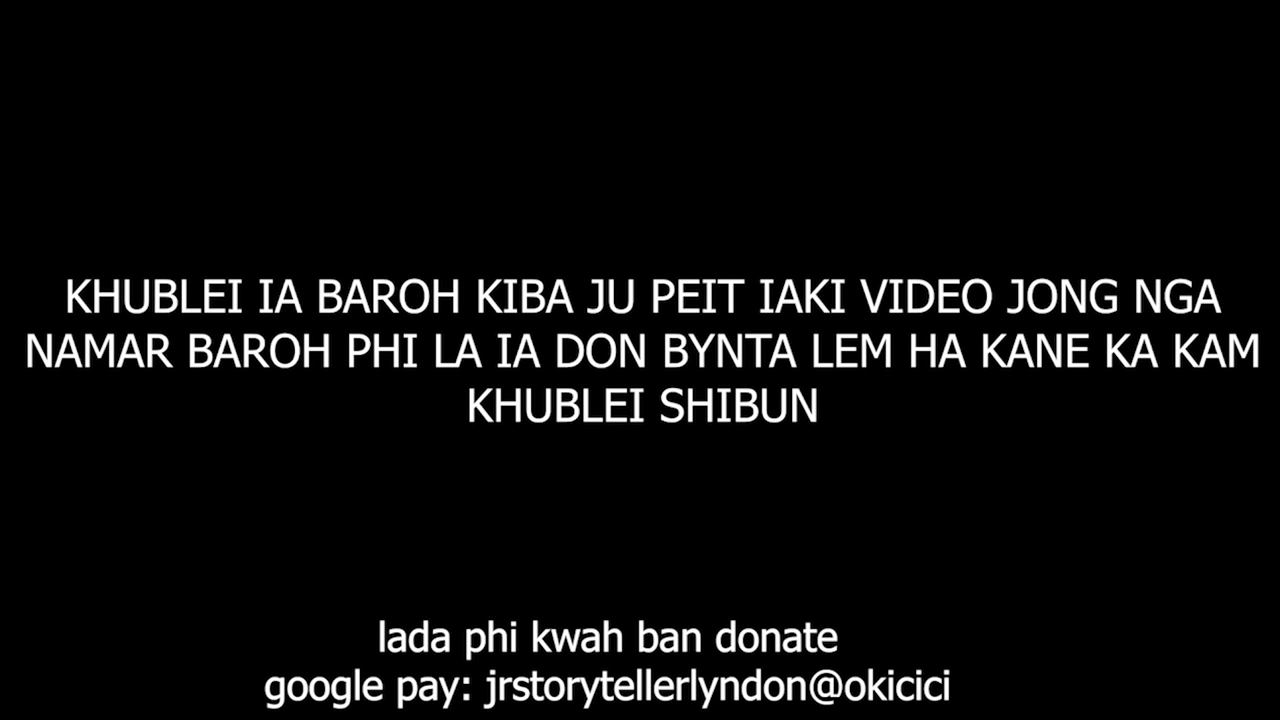 KHUBLEI IA BAROH KIBA JU PEIT IAKI VIDEO JONG NGA
NAMAR BAROH PHI LA IA DON BYNTA LEM HA KANE KA KAM
KHUBLEI SHIBUN
lada phi kwah ban donate
google pay: jrstorytellerlyndon@okicici